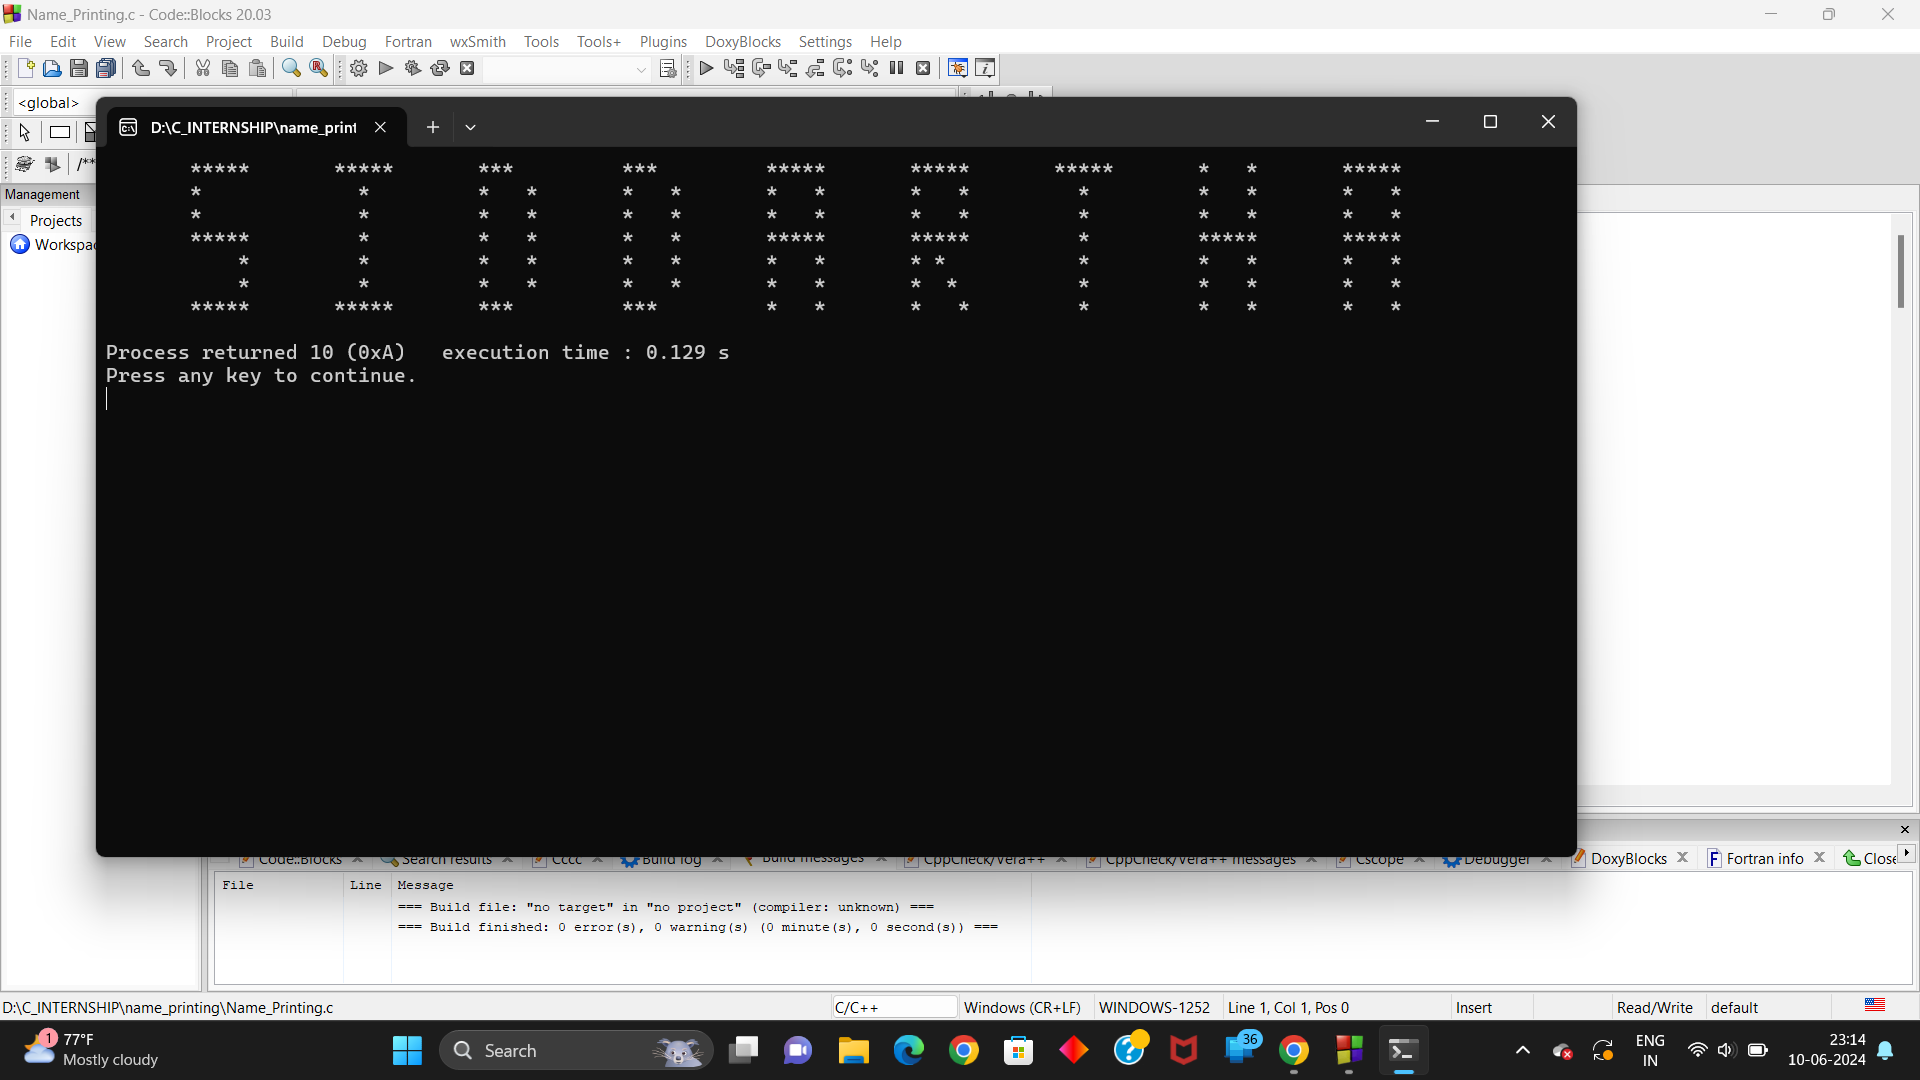 Name_Printing.c - Code::Blocks 20.03
File Edit View Search Project Build Debug Fortran wxSmith Tools Tools+ Plugins DoxyBlocks Settings Help
<global>
D:\C_INTERNSHIP\name_print
/**
       *****       *****       ***         ***         *****       *****       *****       *   *       *****
       *             *         *   *       *   *       *   *       *   *         *         *   *       *   *
       *             *         *   *       *   *       *   *       *   *         *         *   *       *   *
       *****         *         *   *       *   *       *****       *****         *         *****       *****
           *         *         *   *       *   *       *   *       * *           *         *   *       *   *
           *         *         *   *       *   *       *   *       *  *          *         *   *       *   *
       *****       *****       ***         ***         *   *       *   *         *         *   *       *   *
Management
Projects
Workspac
Process returned 10 (0xA)   execution time : 0.129 s
Press any key to continue.
Code::Blocks Search results Cccc Build log Build messages CppCheck/Vera++ CppCheck/Vera++ messages Cscope Debugger DoxyBlocks Fortran info Close
File Line Message
=== Build file: "no target" in "no project" (compiler: unknown) ===
=== Build finished: 0 error(s), 0 warning(s) (0 minute(s), 0 second(s)) ===
D:\C_INTERNSHIP\name_printing\Name_Printing.c C/C++ Windows (CR+LF) WINDOWS-1252 Line 1, Col 1, Pos 0 Insert Read/Write default
1 77°F
Mostly cloudy
Search
36
ENG
IN
23:14
10-06-2024